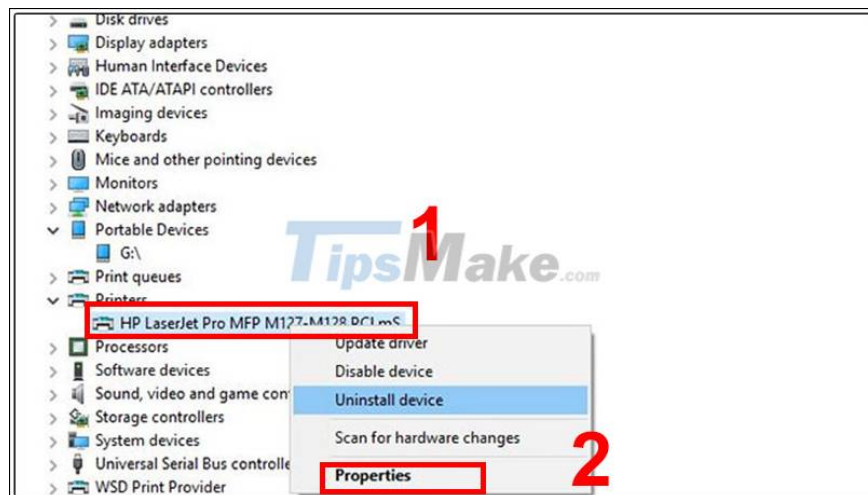 Disk drives
Display adapters
Human Interface Devices
IDE ATA/ATAPI controllers
Imaging devices
Keyboards
Mice and other pointing devices
Monitors
Network adapters
1
Portable Devices
G:\
TipsMake.com
Print queues
Printers
HP LaserJet Pro MFP M127-M128 PCLmS
Update driver
Processors
Software devices
Disable device
Sound, video and game con
Uninstall device
Storage controllers
System devices
Scan for hardware changes
2
Universal Serial Bus controlle
Properties
WSD Print Provider